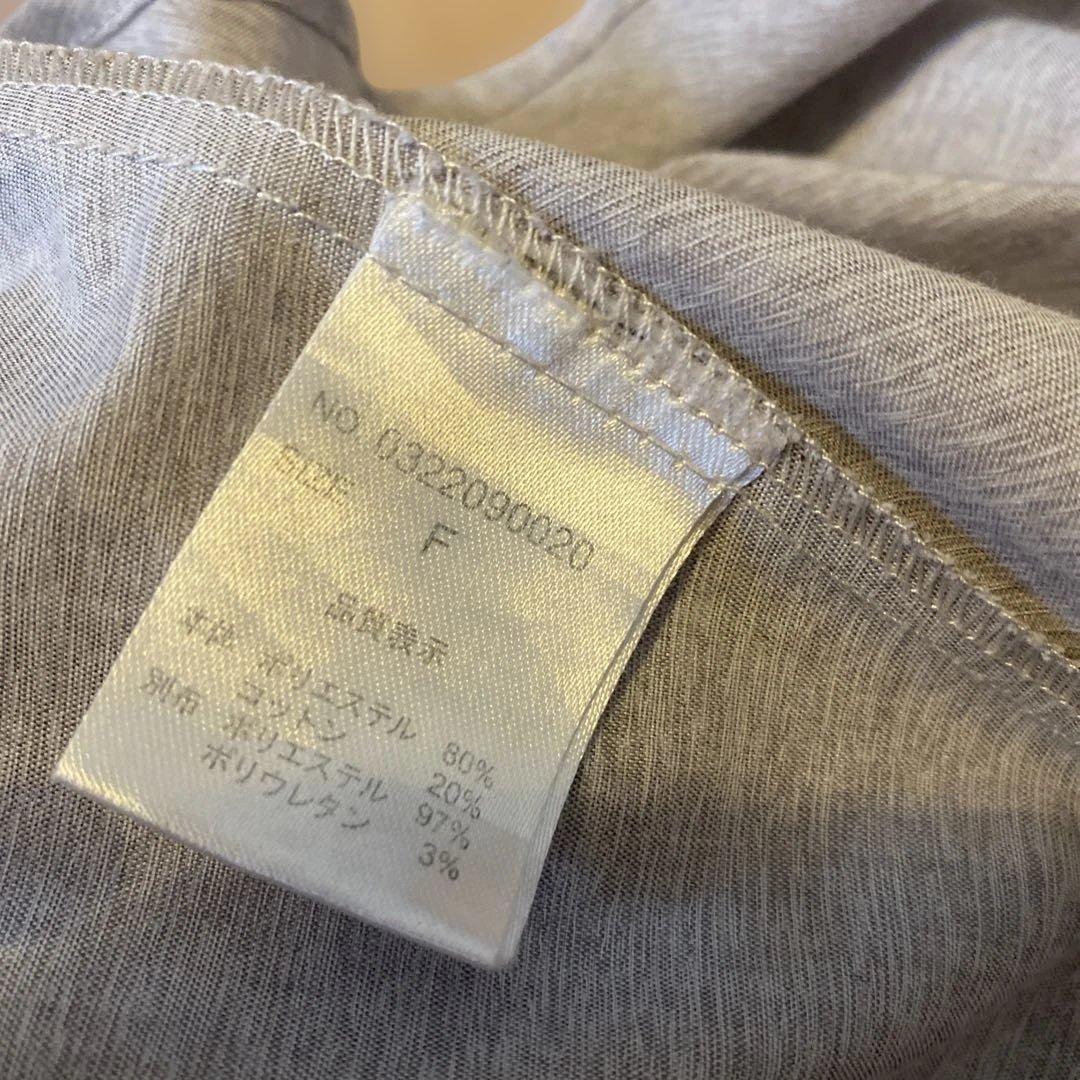 NO. 0322090020
SIZE F
品質表示
本体 ポリエステル 80%
コットン 20%
別布 ポリエステル 97%
ポリウレタン 3%